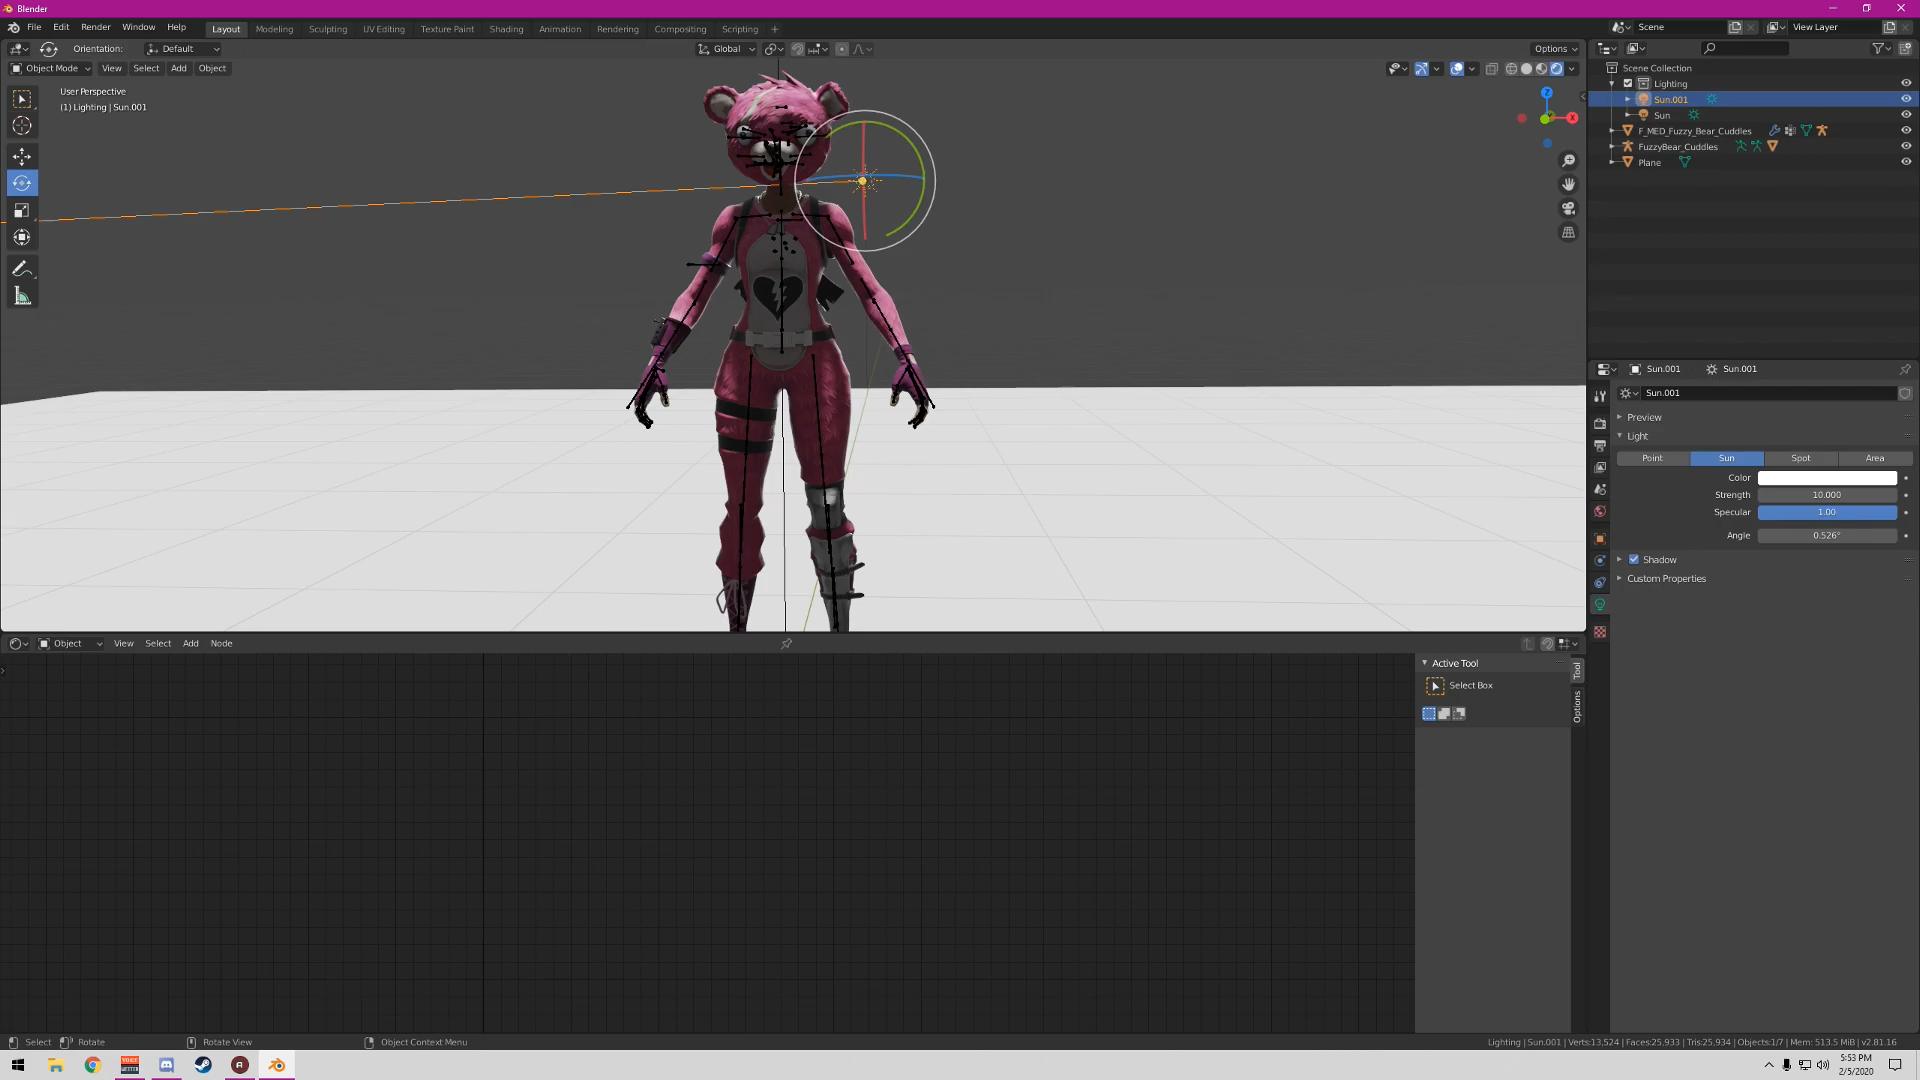 Blender
File Edit Render Window Help Layout Modeling Sculpting UV Editing Texture Paint Shading Animation Rendering Compositing Scripting + Scene View Layer
Orientation: Default Global Options
Object Mode View Select Add Object
User Perspective
(1) Lighting | Sun.001
Z
X
Scene Collection
Lighting
Sun.001
Sun
F_MED_Fuzzy_Bear_Cuddles
FuzzyBear_Cuddles
Plane
Sun.001 Sun.001
Sun.001
Preview
Light
Point Sun Spot Area
Color
Strength 10.000
Specular 1.00
Angle 0.526°
Shadow
Custom Properties
Object View Select Add Node
Active Tool
Select Box
Tool
Options
Select Rotate Rotate View Object Context Menu
Lighting | Sun.001 | Verts:13,524 | Faces:25,933 | Tris:25,934 | Objects:1/7 | Mem: 513.5 MiB | v2.81.16
5:53 PM
2/5/2020